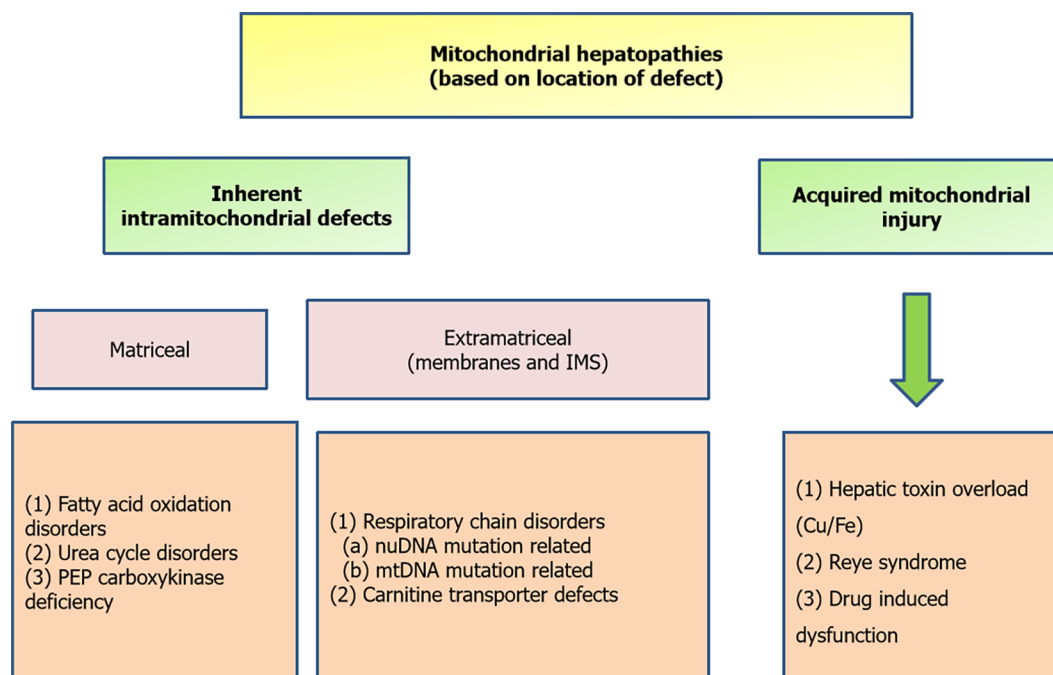 Mitochondrial hepatopathies
(based on location of defect)
Inherent
intramitochondrial defects
Acquired mitochondrial
injury
Matriceal
Extramatriceal
(membranes and IMS)
(1) Fatty acid oxidation
disorders
(2) Urea cycle disorders
(3) PEP carboxykinase
deficiency
(1) Respiratory chain disorders
(a) nuDNA mutation related
(b) mtDNA mutation related
(2) Carnitine transporter defects
(1) Hepatic toxin overload
(Cu/Fe)
(2) Reye syndrome
(3) Drug induced
dysfunction